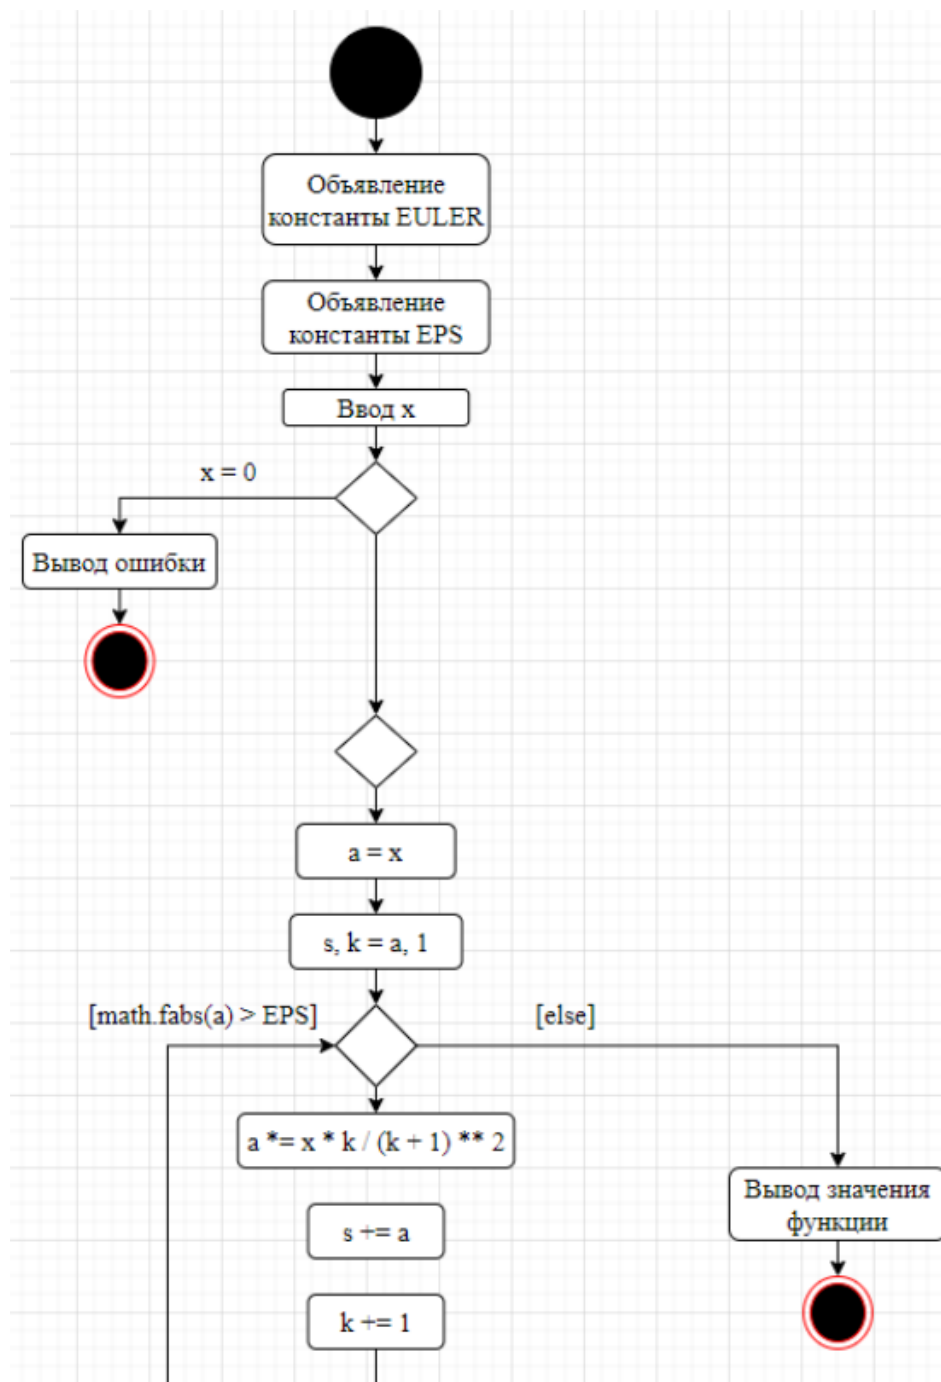 Объявление
константы EULER
Объявление
константы EPS
Ввод x
x = 0
Вывод ошибки
a = x
s, k = a, 1
[math.fabs(a) > EPS]
[else]
a *= x * k / (k + 1) ** 2
Вывод значения
функции
s += a
k += 1